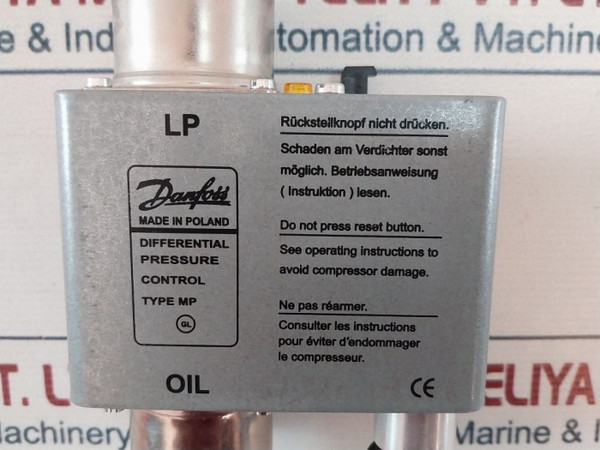 e & Ind
utomation & Machine
LP
Danfoss
MADE IN POLAND
DIFFERENTIAL
PRESSURE
CONTROL
TYPE MP
GL
OIL
Rückstellknopf nicht drücken.
Schaden am Verdichter sonst
möglich. Betriebsanweisung
( Instruktion ) lesen.
Do not press reset button.
See operating instructions to
avoid compressor damage.
Ne pas réarmer.
Consulter les instructions
pour éviter d'endommager
le compresseur.
CE
T. L
ELIYA
Machinery
Marine & I